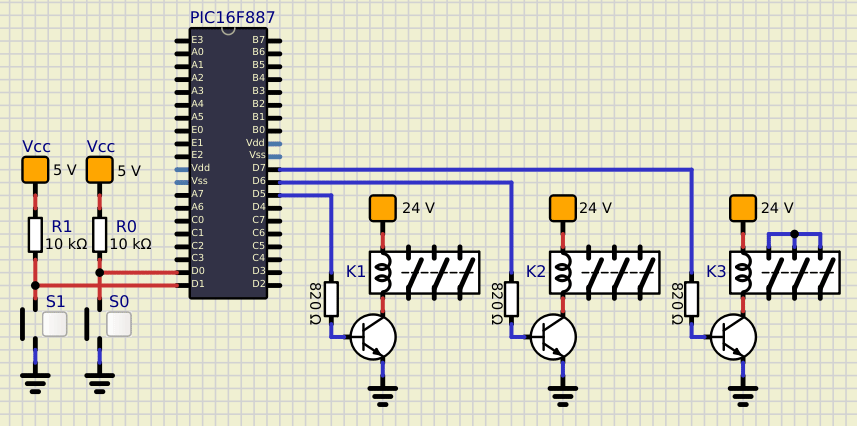 PIC16F887
E3 B7
A0 B6
A1 B5
A2 B4
A3 B3
A4 B2
A5 B1
E0 B0
E1 Vdd
E2 Vss
Vdd D7
Vss D6
A7 D5
A6 D4
C0 C7
C1 C6
C2 C5
C3 C4
D0 D3
D1 D2
Vcc Vcc
5 V 5 V
R1 R0
10 kΩ 10 kΩ
S1 S0
24 V 24 V 24 V
K1 K2 K3
820 Ω 820 Ω 820 Ω